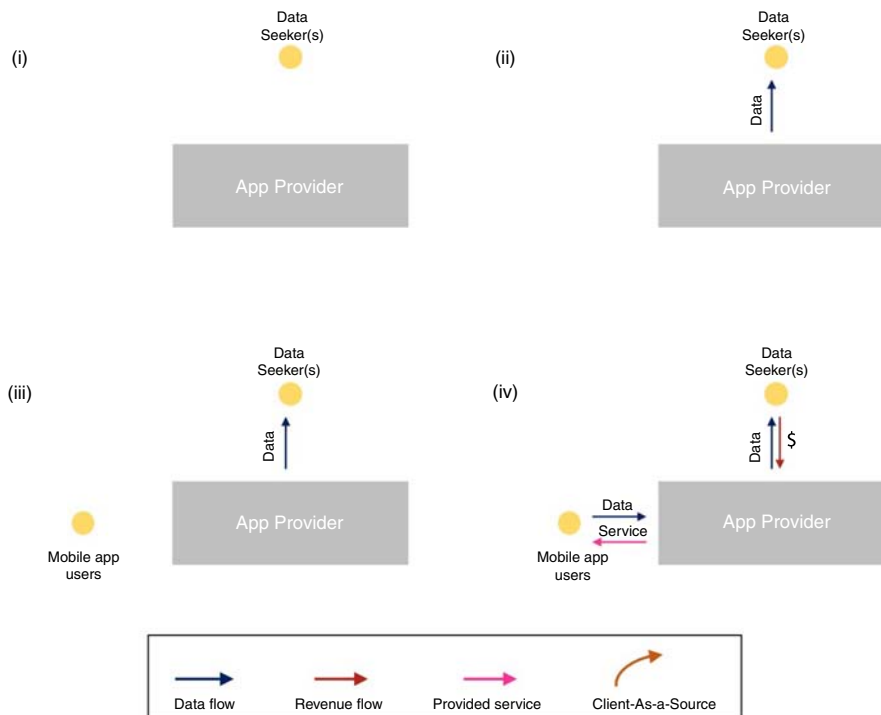 (i)
Data
Seeker(s)
App Provider
(ii)
Data
Seeker(s)
Data
App Provider
(iii)
Data
Seeker(s)
Data
App Provider
Mobile app
users
(iv)
Data
Seeker(s)
Data
$
App Provider
Data
Service
Mobile app
users
Data flow
Revenue flow
Provided service
Client-As-a-Source